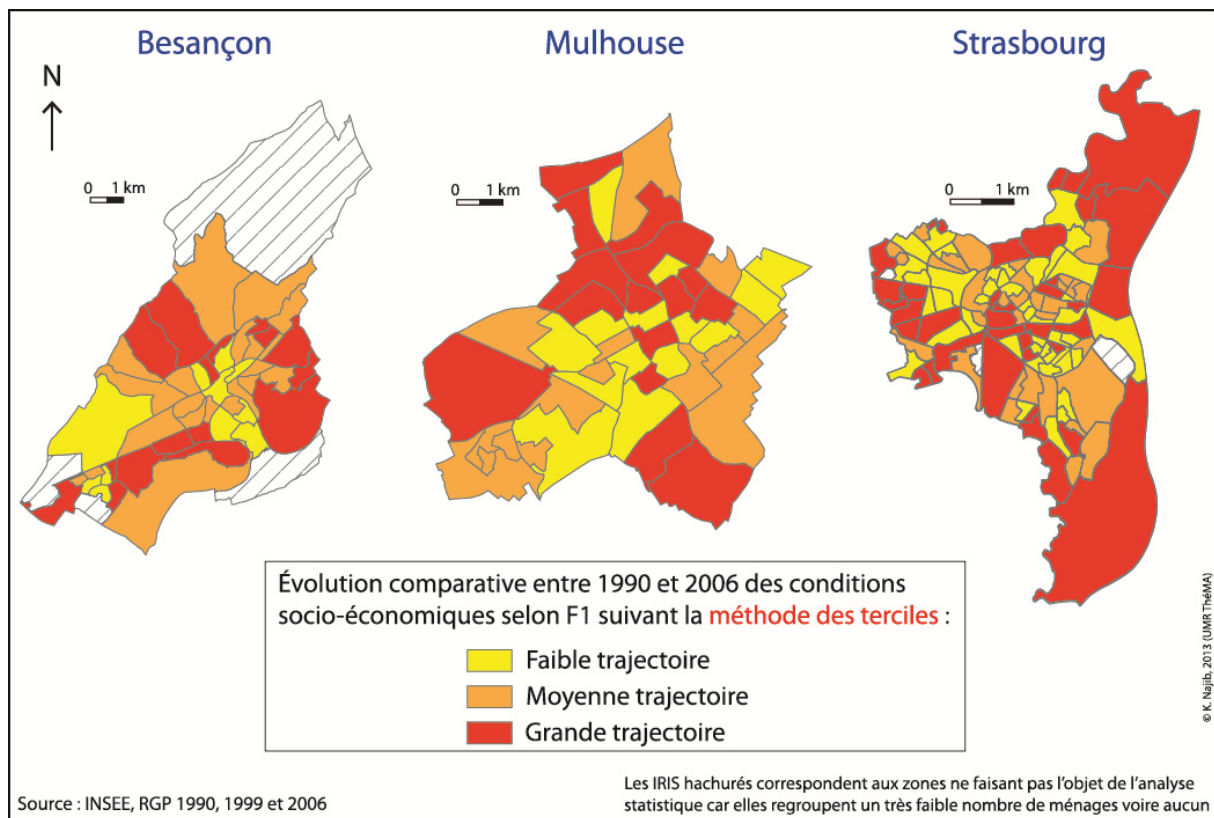 Besançon
Mulhouse
Strasbourg
N
0 1 km
0 1 km
0 1 km
Évolution comparative entre 1990 et 2006 des conditions
socio-économiques selon F1 suivant la méthode des terciles :
Faible trajectoire
Moyenne trajectoire
Grande trajectoire
© K. Najib, 2013 (UMR ThéMA)
Source : INSEE, RGP 1990, 1999 et 2006
Les IRIS hachurés correspondent aux zones ne faisant pas l'objet de l'analyse
statistique car elles regroupent un très faible nombre de ménages voire aucun